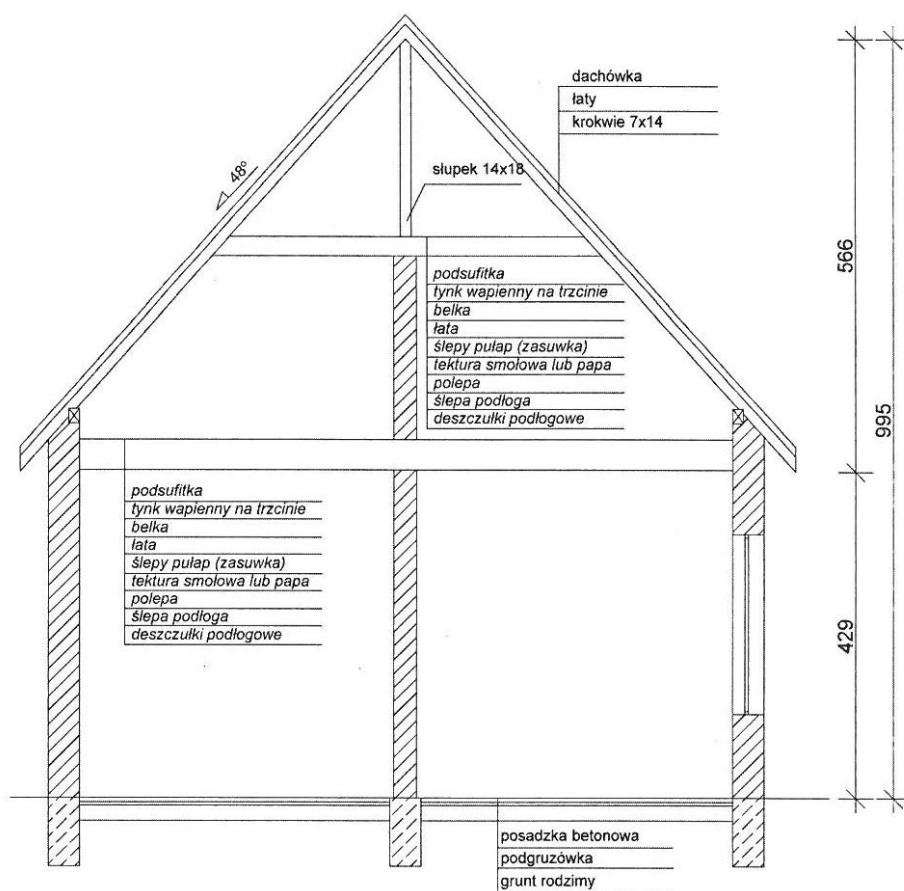 dachówka
łaty
krokwie 7x14
48°
słupek 14x18
podsufitka
tynk wapienny na trzcinie
belka
łata
ślepy pułap (zasuwka)
tektura smołowa lub papa
polepa
ślepa podłoga
deszczułki podłogowe
566
995
podsufitka
tynk wapienny na trzcinie
belka
łata
ślepy pułap (zasuwka)
tektura smołowa lub papa
polepa
ślepa podłoga
deszczułki podłogowe
429
posadzka betonowa
podgruzówka
grunt rodzimy